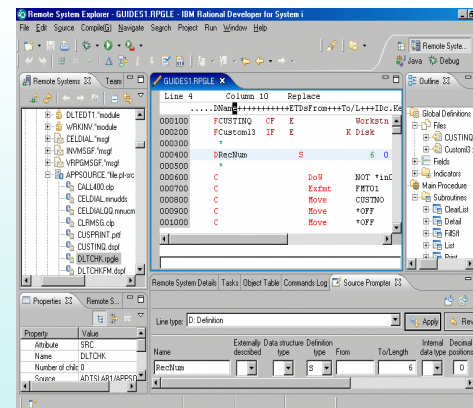 Remote System Explorer - GUIDES1.RPGLE - IBM Rational Developer for System i
File Edit Source Compile(G) Navigate Search Project Run Window Help
Remote Syste...
Java Debug
Remote Systems Team
DLTEDT1.*module
WRKINV.*module
CELDIAL.*msgf
INVMSGF.*msgf
VRPGMSGF.*msgf
APPSOURCE.*file.pf-src
CALL400.clp
CELDIAL.mnudds
CELDIALQQ.mnucm
CLRMSG.clp
CUSPRINT.prtf
CUSTINQ.dspf
DLTCHK.rpgle
DLTCHKFM.dspf
GUIDES1.RPGLE
Line 4 Column 10 Replace
.....DName+++++++++++ETDsFrom+++To/L+++IDc.Ke
000100 FCUSTINQ CF E Workstn
000200 FCustoml3 IF E K Disk
000300 *
000400 DRecNum S 6 0
000500 *
000600 C DoW NOT *inC
000700 C Exfmt FMT01
000800 C Move CUSTNO
000900 C Move *OFF
001000 C Move *OFF
Outline
Global Definitions
Files
CUSTINQ
Fields
Indicators
Main Procedure
Subroutines
ClearList
Detail
FillSfl
List
Print
Properties Remote S...
Property Value
Attribute SRC
Name DLTCHK
Number of chilc 0
Source ADTSLAB1/APPSO
Remote System Details Tasks Object Table Commands Log Source Prompter
Line type: D: Definition
Apply Rev
Name Externally described Data structure type Definition type From To/Length Internal data type Decimal positions
RecNum S 6 0